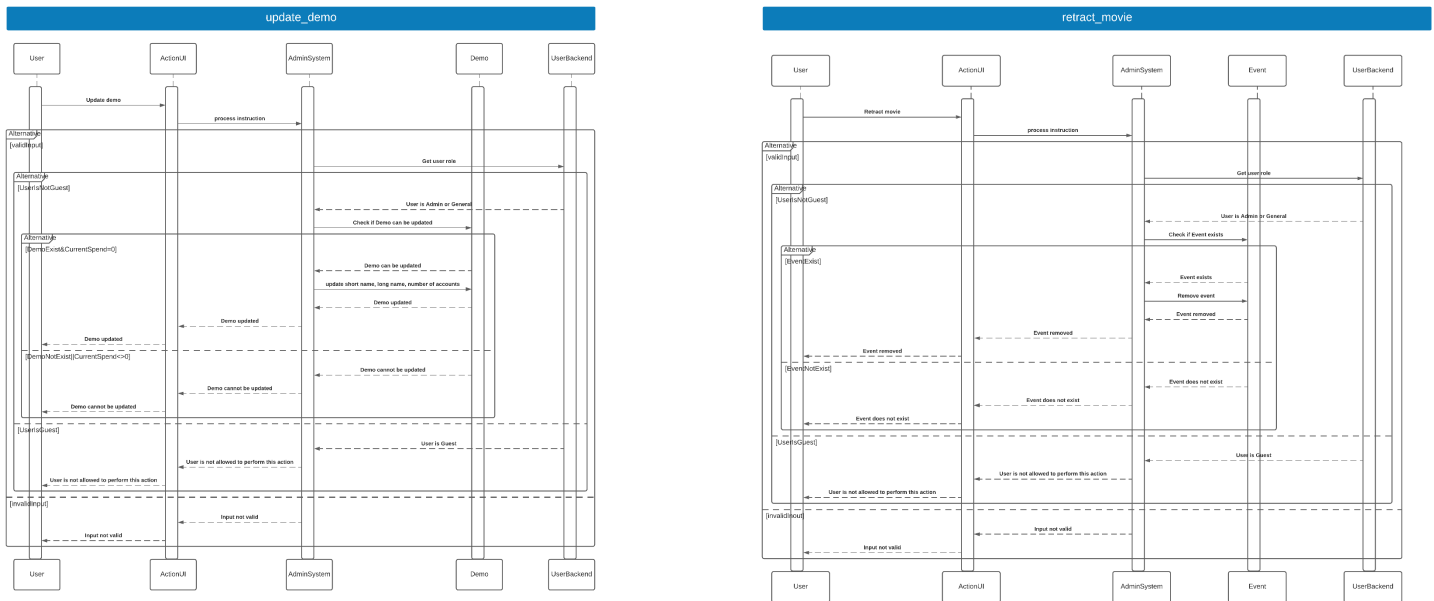 update_demo
User
ActionUI
AdminSystem
Demo
UserBackend
Update demo
process instruction
Alternative
[validInput]
Get user role
Alternative
[UserIsNotGuest]
User is Admin or General
Check if Demo can be updated
Alternative
[DemoExist&CurrentSpend=0]
Demo can be updated
update short name, long name, number of accounts
Demo updated
Demo updated
Demo updated
[DemoNotExist||CurrentSpend<>0]
Demo cannot be updated
Demo cannot be updated
Demo cannot be updated
[UserIsGuest]
User is Guest
User is not allowed to perform this action
User is not allowed to perform this action
[invalidInput]
Input not valid
Input not valid
User
ActionUI
AdminSystem
Demo
UserBackend
retract_movie
User
ActionUI
AdminSystem
Event
UserBackend
Retract movie
process instruction
Alternative
[validInput]
Get user role
Alternative
[UserIsNotGuest]
User is Admin or General
Check if Event exists
Alternative
[EventExist]
Event exists
Remove event
Event removed
Event removed
Event removed
[EventNotExist]
Event does not exist
Event does not exist
Event does not exist
[UserIsGuest]
User is Guest
User is not allowed to perform this action
User is not allowed to perform this action
[invalidInout]
Input not valid
Input not valid
User
ActionUI
AdminSystem
Event
UserBackend